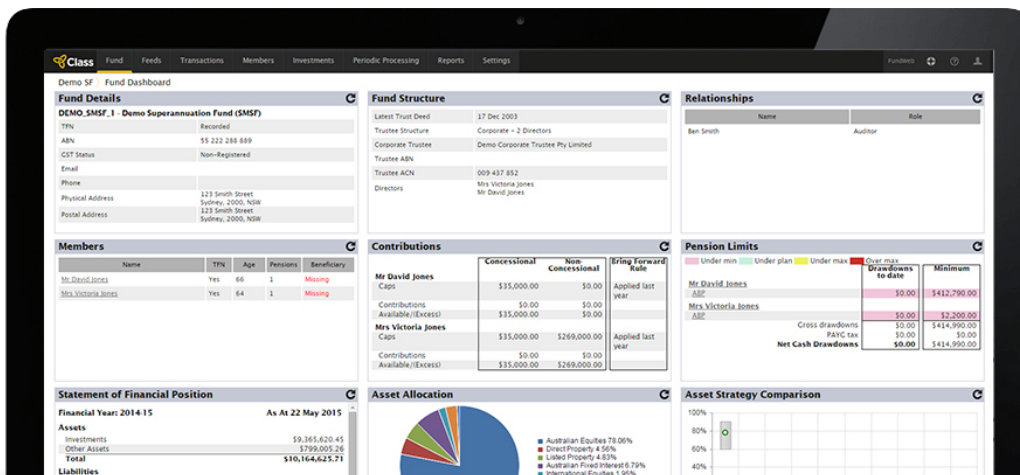 Class Fund Feeds Transactions Members Investments Periodic Processing Reports Settings FundWEB
Demo SF Fund Dashboard
Fund Details
DEMO_SMSF_1 - Demo Superannuation Fund (SMSF)
TFN Recorded
ABN 55 222 288 889
GST Status Non-Registered
Email
Phone
Physical Address 123 Smith Street
Sydney, 2000, NSW
Postal Address 123 Smith Street
Sydney, 2000, NSW
Fund Structure
Latest Trust Deed 17 Dec 2003
Trustee Structure Corporate - 2 Directors
Corporate Trustee Demo Corporate Trustee Pty Limited
Trustee ABN
Trustee ACN 009 437 852
Directors Mrs Victoria Jones
Mr David Jones
Relationships
Name Role
Ben Smith Auditor
Members
Name TFN Age Pensions Beneficiary
Mr David Jones Yes 66 1 Missing
Mrs Victoria Jones Yes 64 1 Missing
Contributions
Concessional Non-Concessional Bring Forward Rule
Mr David Jones
Caps $35,000.00 $0.00 Applied last year
Contributions $0.00 $0.00
Available/(Excess) $35,000.00 $0.00
Mrs Victoria Jones
Caps $35,000.00 $269,000.00 Applied last year
Contributions $0.00 $0.00
Available/(Excess) $35,000.00 $269,000.00
Pension Limits
Under min Under plan Under max Over max
Drawdowns to date Minimum
Mr David Jones
ABP $0.00 $412,790.00
Mrs Victoria Jones
ABP $0.00 $2,200.00
Gross drawdowns $0.00 $414,990.00
PAYG tax $0.00 $0.00
Net Cash Drawdowns $0.00 $414,990.00
Statement of Financial Position
Financial Year: 2014-15 As At 22 May 2015
Assets
Investments $9,365,620.45
Other Assets $799,005.26
Total $10,164,625.71
Liabilities
Asset Allocation
Australian Equities 78.06%
Direct Property 4.56%
Listed Property 4.83%
Australian Fixed Interest 6.79%
International Equities 1.95%
Asset Strategy Comparison
100%
80%
60%
40%